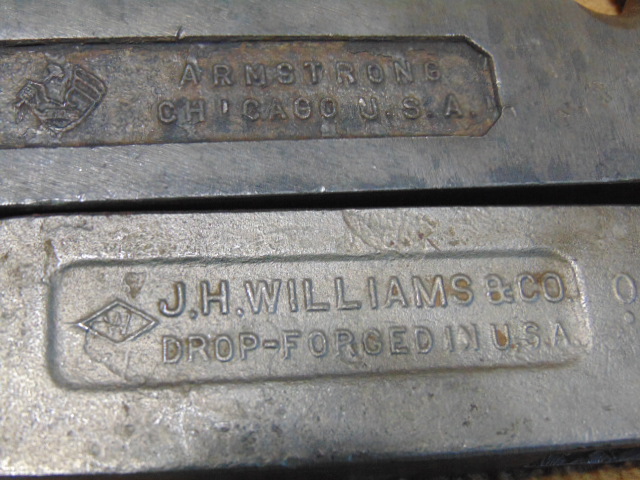 ARMSTRONG
CHICAGO U.S.A.
J.H.WILLIAMS & CO.
W
DROP-FORGED IN U.S.A.